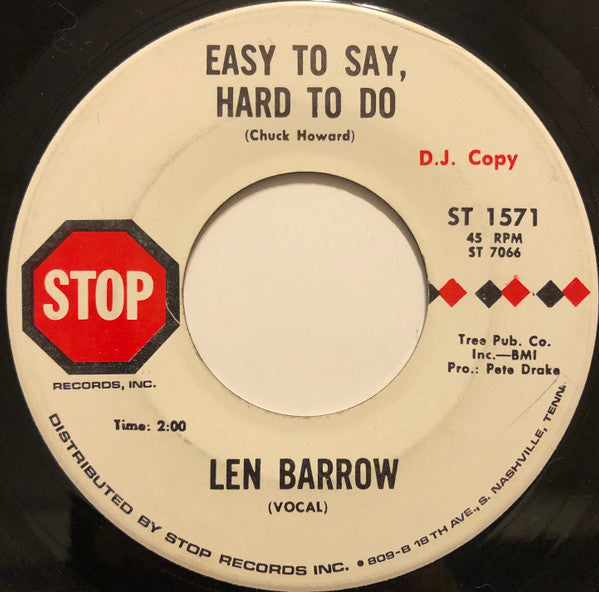 EASY TO SAY,
HARD TO DO
(Chuck Howard)
D.J. Copy
ST 1571
45 RPM
ST 7066
STOP
RECORDS, INC.
Tree Pub. Co.
Inc.—BMI
Pro.: Pete Drake
Time: 2:00
LEN BARROW
(VOCAL)
DISTRIBUTED BY STOP RECORDS INC. • 809-B 18 TH AVE., S. NASHVILLE, TENN.